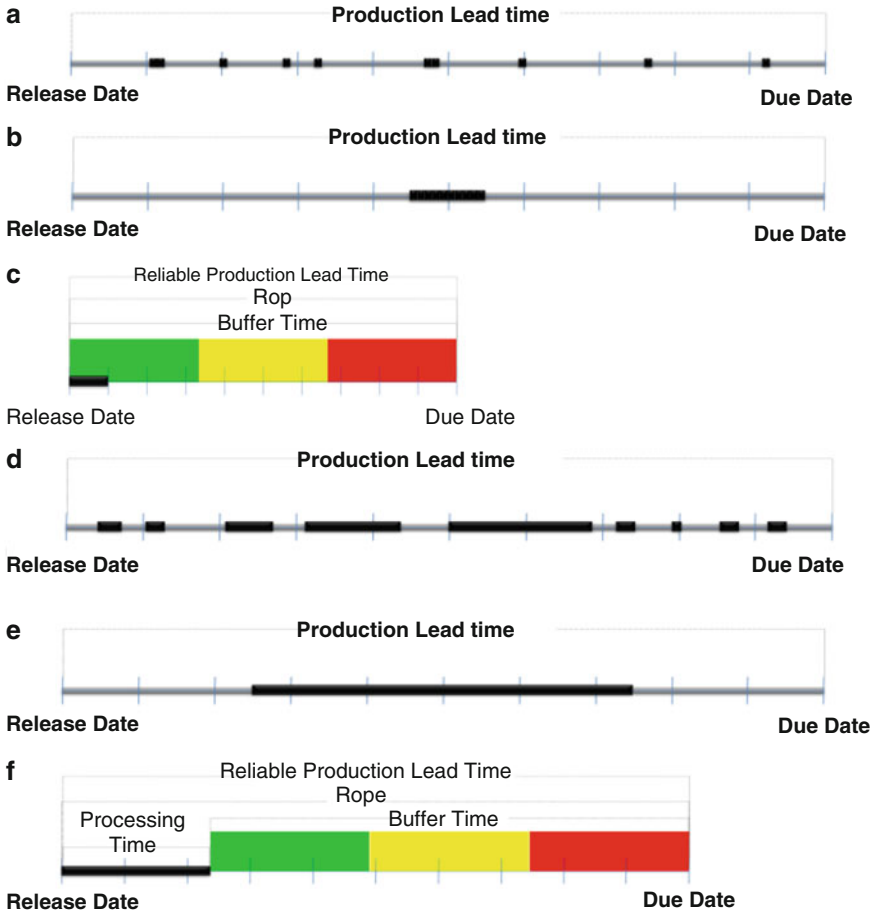 a
Production Lead time
Release Date
Due Date
b
Production Lead time
Release Date
Due Date
c
Reliable Production Lead Time
Rop
Buffer Time
Release Date
Due Date
d
Production Lead time
Release Date
Due Date
e
Production Lead time
Release Date
Due Date
f
Reliable Production Lead Time
Rope
Buffer Time
Processing
Time
Release Date
Due Date